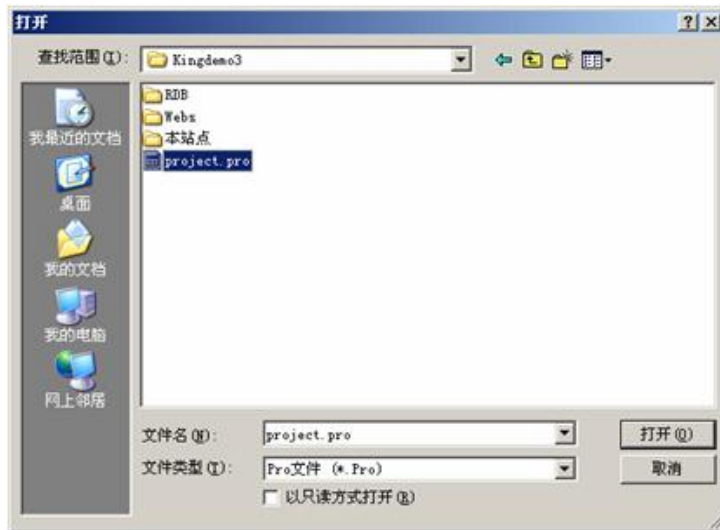 打开
查找范围(I):
Kingdemo3
RDB
Webs
本站点
project.pro
我最近的文档
桌面
我的文档
我的电脑
网上邻居
文件名(N):
project.pro
打开(O)
文件类型(T):
Pro文件 (*.Pro)
取消
以只读方式打开(R)